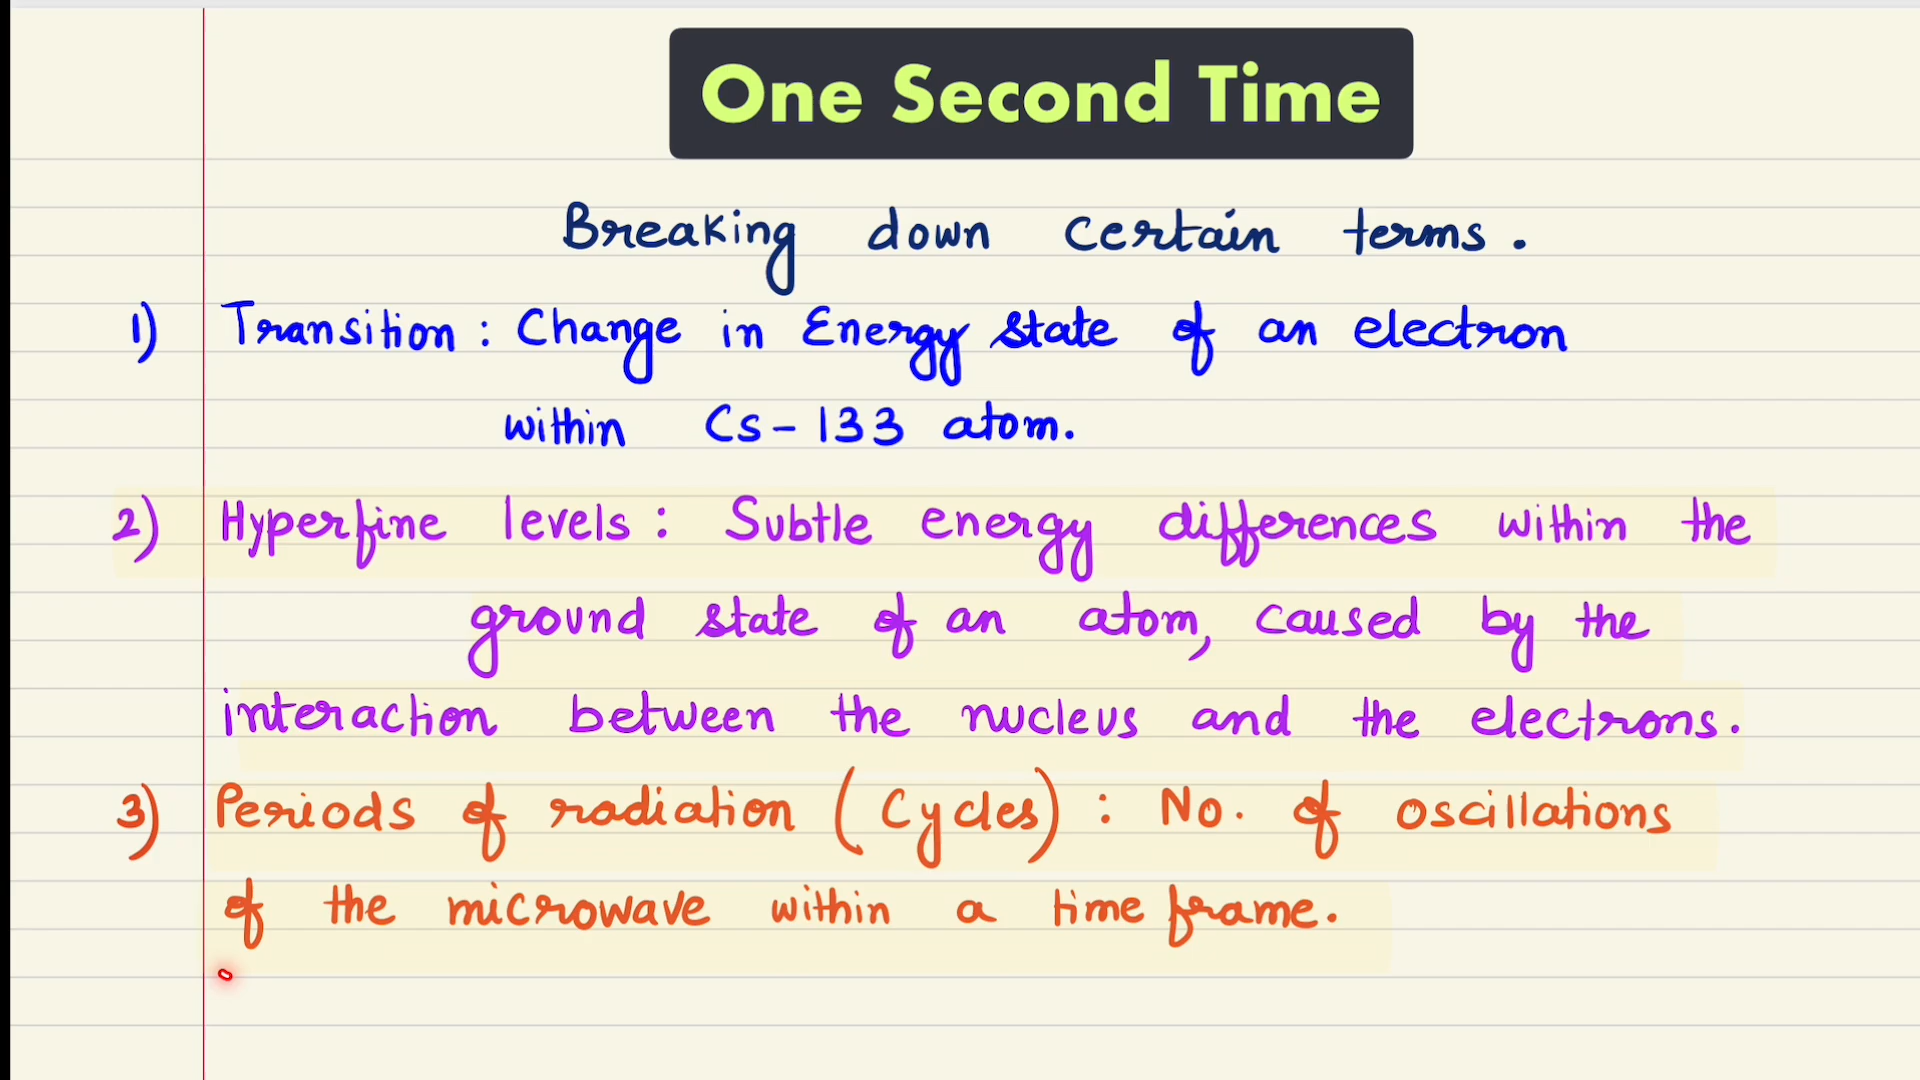 One Second Time
Breaking down certain terms.
1) Transition: Change in Energy state of an electron
within Cs-133 atom.
2) Hyperfine levels: Subtle energy differences within the
ground state of an atom, caused by the
interaction between the nucleus and the electrons.
3) Periods of radiation (Cycles): No. of oscillations
of the microwave within a time frame.